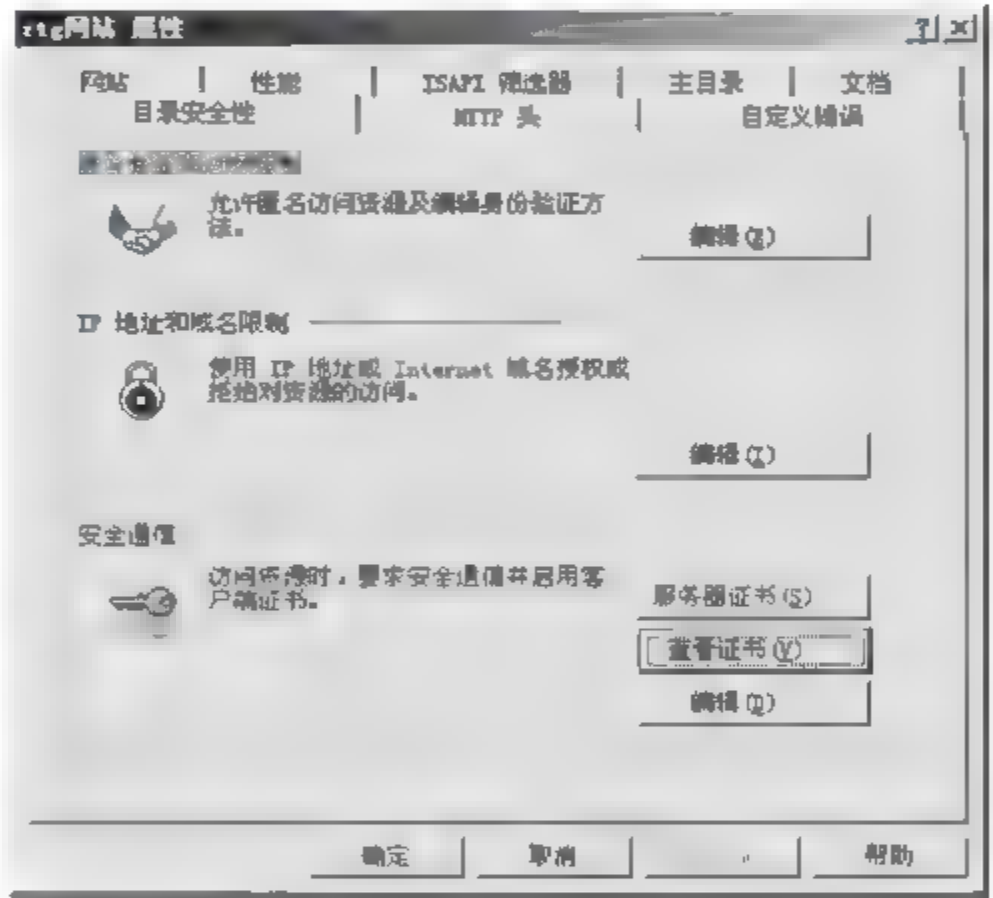 ztg网站 属性
网站 性能 ISAPI 筛选器 主目录 文档
目录安全性 HTTP 头 自定义错误
允许匿名访问资源及编辑身份验证方
法。
编辑(E)
IP 地址和域名限制
使用 IP 地址或 Internet 域名授权或
拒绝对资源的访问。
编辑(I)
安全通信
访问资源时，要求安全通信并启用客
户端证书。
服务器证书(S)
查看证书(V)
编辑(D)
确定 取消 帮助